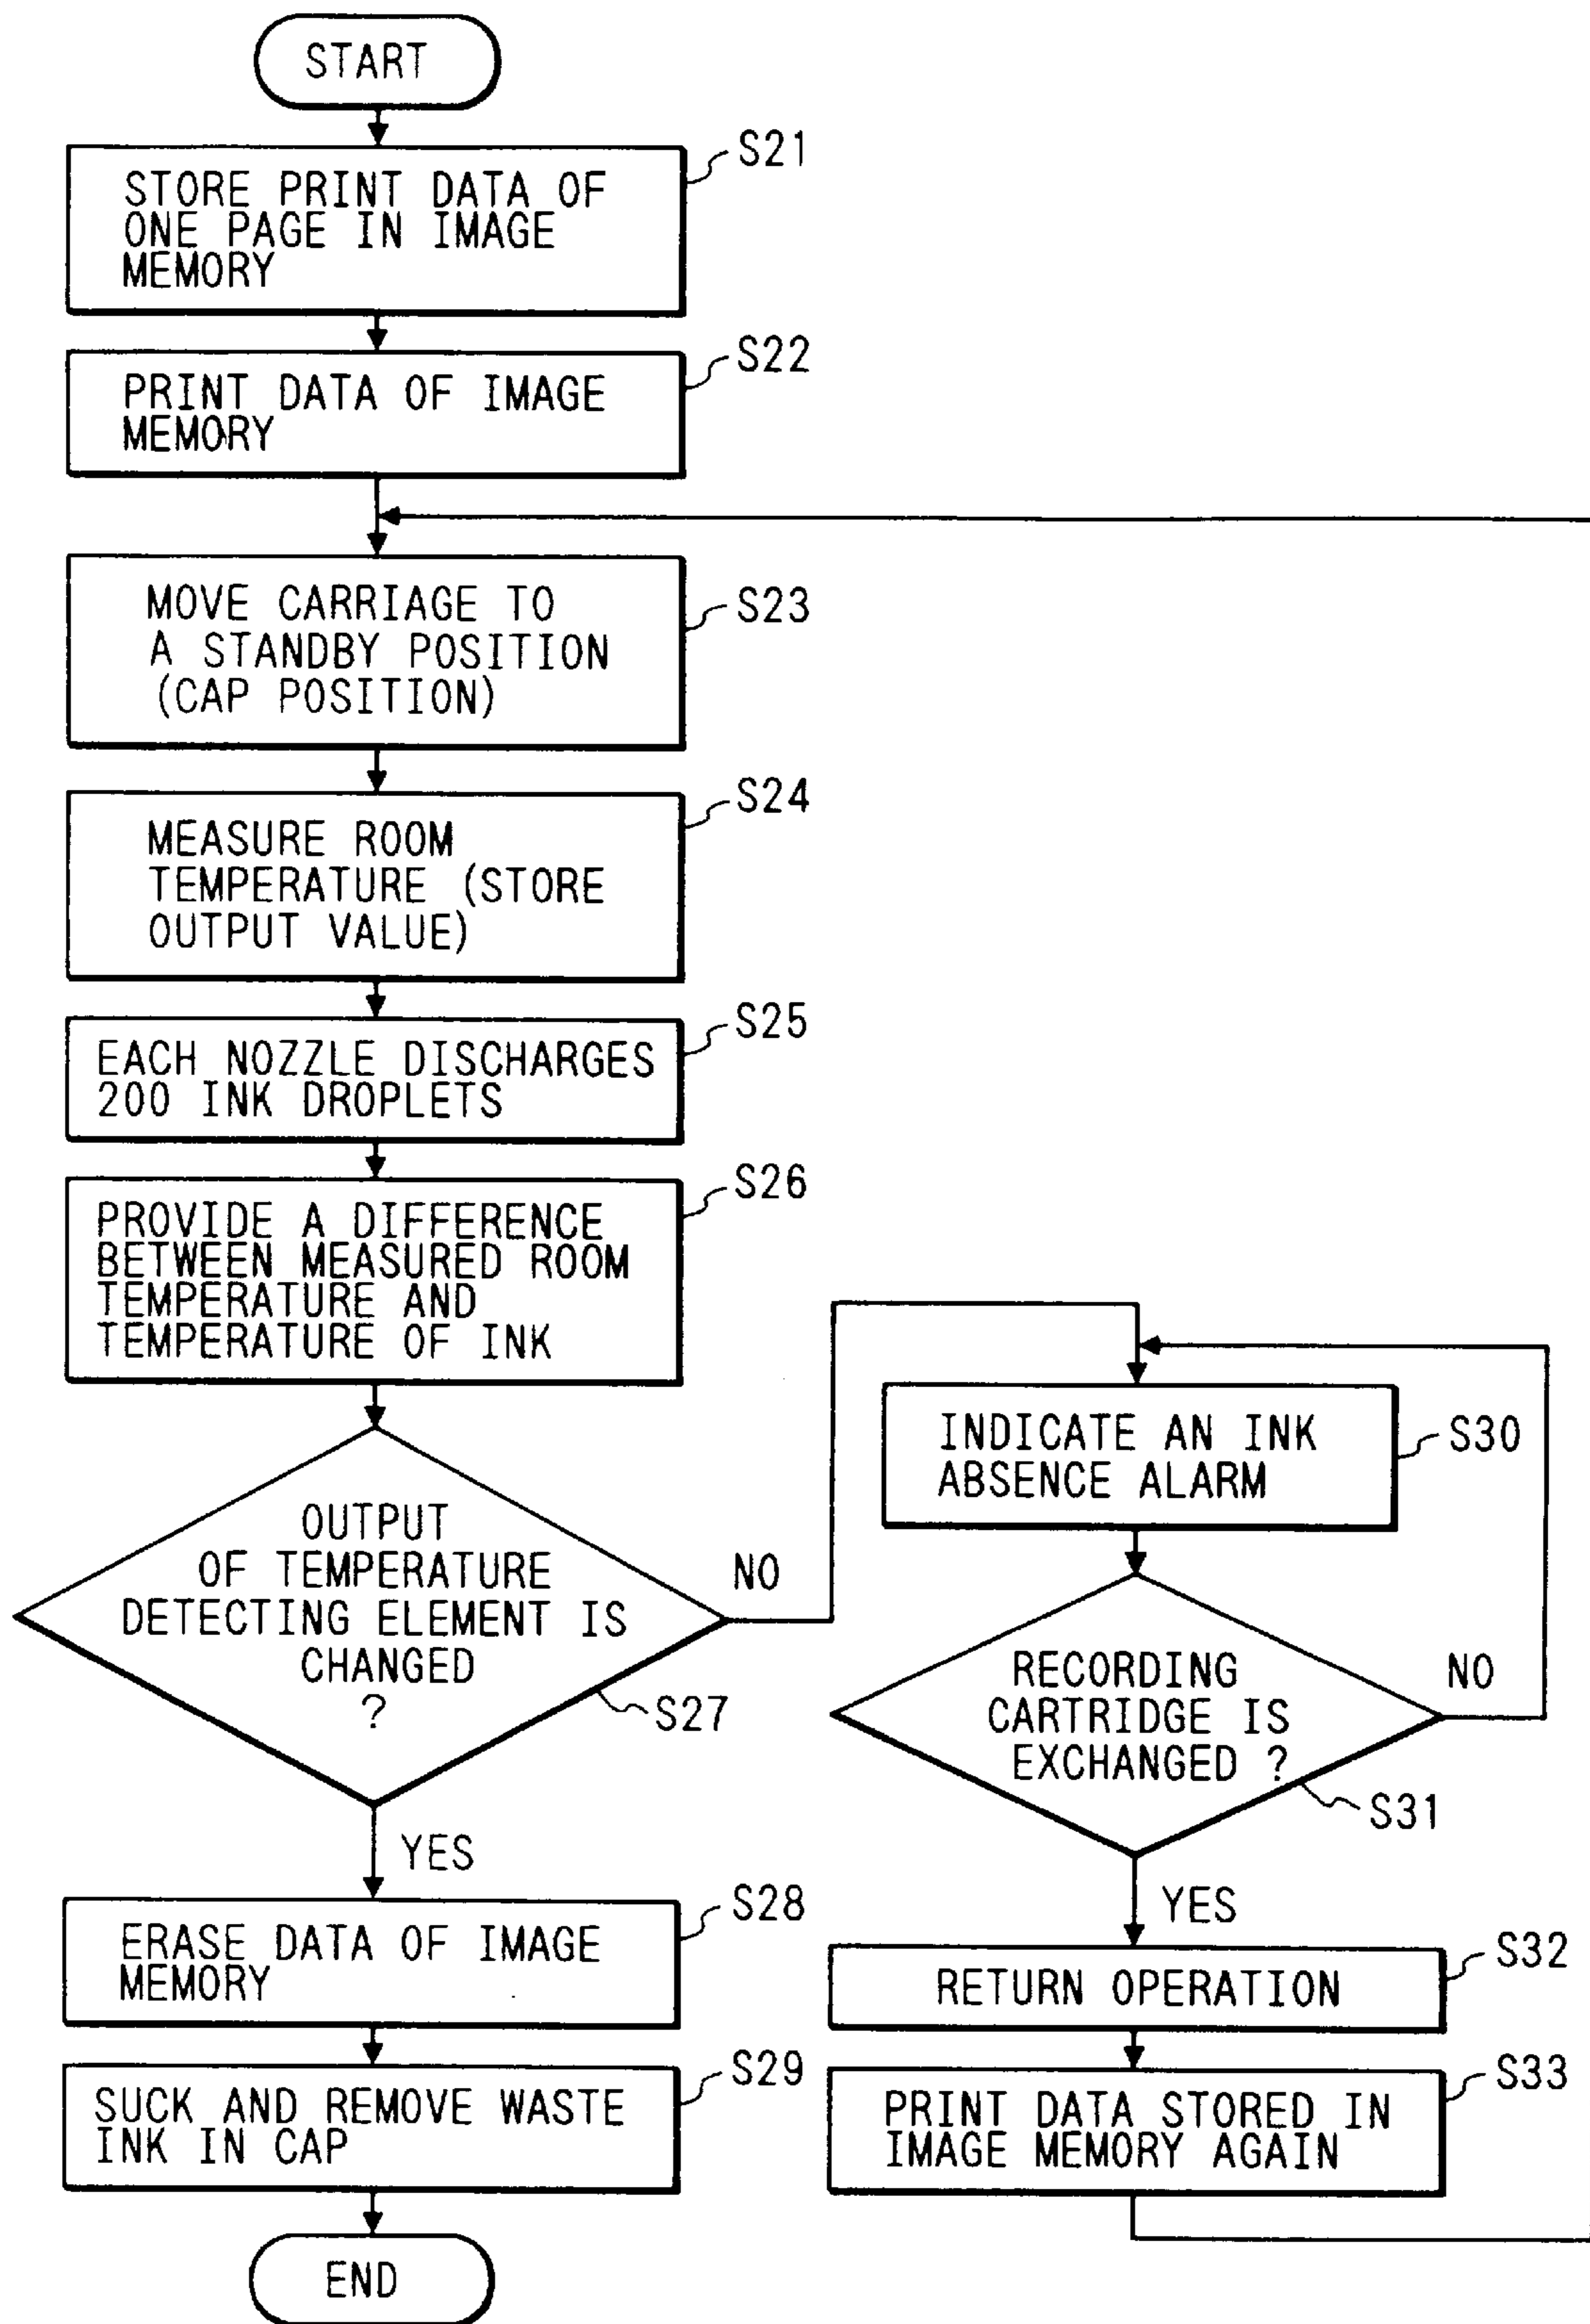 START
S21
STORE PRINT DATA OF
ONE PAGE IN IMAGE
MEMORY
S22
PRINT DATA OF IMAGE
MEMORY
S23
MOVE CARRIAGE TO
A STANDBY POSITION
(CAP POSITION)
S24
MEASURE ROOM
TEMPERATURE (STORE
OUTPUT VALUE)
S25
EACH NOZZLE DISCHARGES
200 INK DROPLETS
S26
PROVIDE A DIFFERENCE
BETWEEN MEASURED ROOM
TEMPERATURE AND
TEMPERATURE OF INK
OUTPUT
OF TEMPERATURE
DETECTING ELEMENT IS
CHANGED
?
S27
NO
YES
S28
ERASE DATA OF IMAGE
MEMORY
S29
SUCK AND REMOVE WASTE
INK IN CAP
END
INDICATE AN INK
ABSENCE ALARM
S30
RECORDING
CARTRIDGE IS
EXCHANGED ?
NO
S31
YES
S32
RETURN OPERATION
S33
PRINT DATA STORED IN
IMAGE MEMORY AGAIN